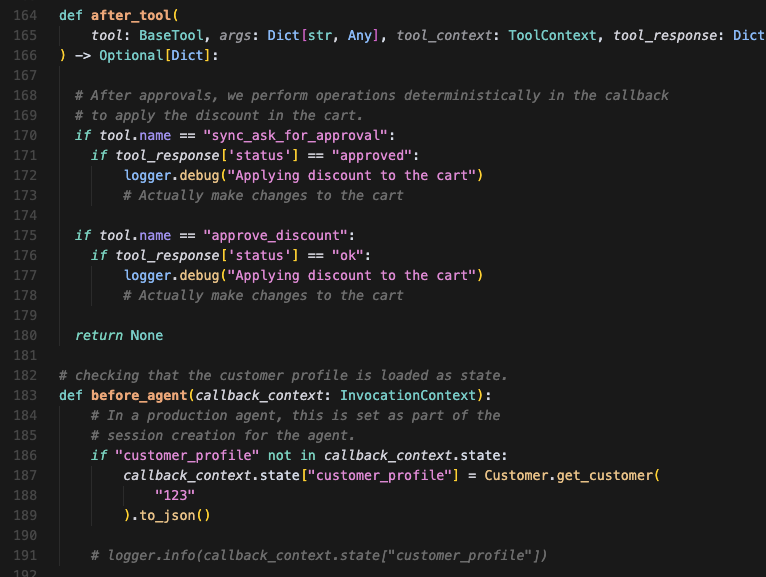 164 def after_tool(
165     tool: BaseTool, args: Dict[str, Any], tool_context: ToolContext, tool_response: Dict
166 ) -> Optional[Dict]:
167
168   # After approvals, we perform operations deterministically in the callback
169   # to apply the discount in the cart.
170   if tool.name == "sync_ask_for_approval":
171     if tool_response['status'] == "approved":
172         logger.debug("Applying discount to the cart")
173         # Actually make changes to the cart
174
175   if tool.name == "approve_discount":
176     if tool_response['status'] == "ok":
177         logger.debug("Applying discount to the cart")
178         # Actually make changes to the cart
179
180   return None
181
182 # checking that the customer profile is loaded as state.
183 def before_agent(callback_context: InvocationContext):
184     # In a production agent, this is set as part of the
185     # session creation for the agent.
186     if "customer_profile" not in callback_context.state:
187         callback_context.state["customer_profile"] = Customer.get_customer(
188             "123"
189         ).to_json()
190
191     # logger.info(callback_context.state["customer_profile"])
192